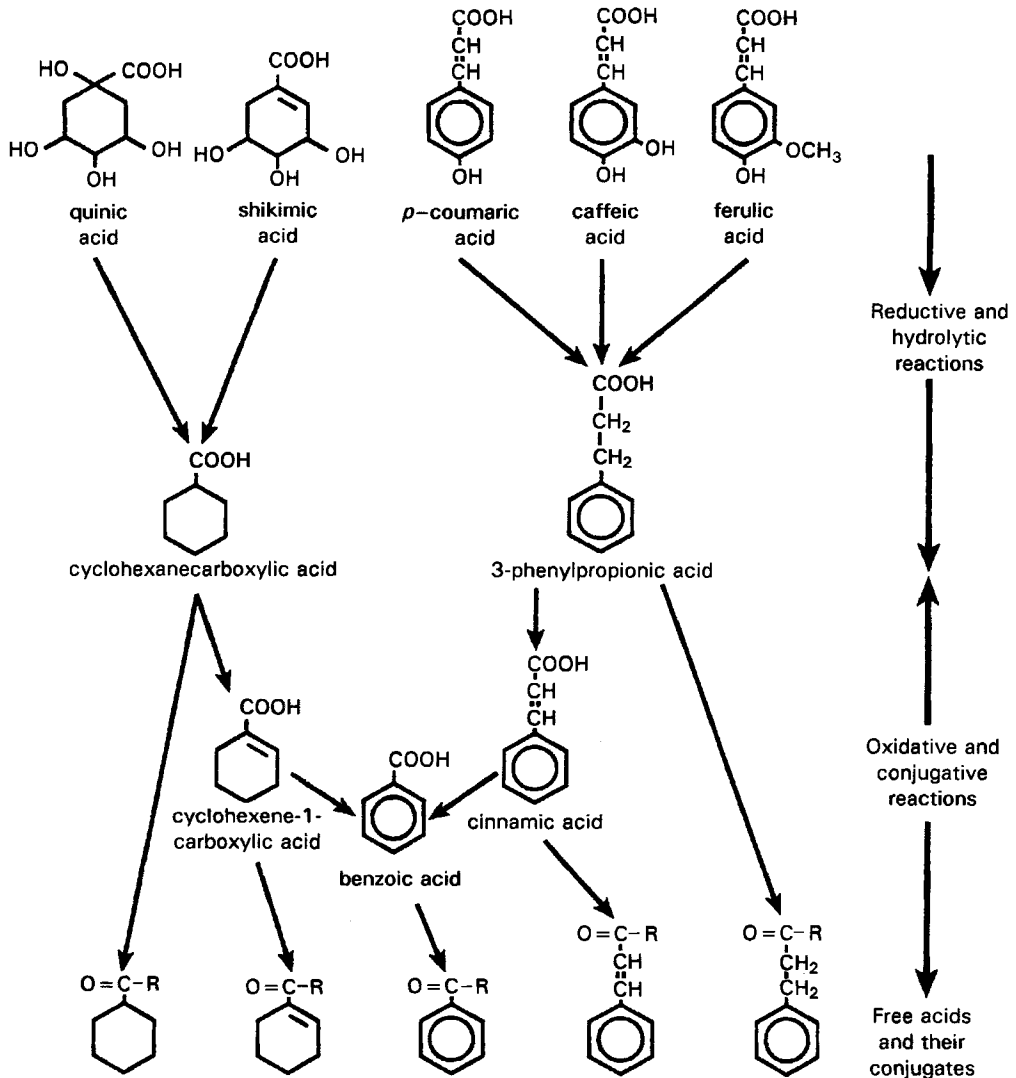 HO
COOH
HO
OH
OH
quinic
acid
COOH
HO
OH
OH
shikimic
acid
COOH
CH
CH
OH
p-coumaric
acid
COOH
CH
CH
OH
OH
caffeic
acid
COOH
CH
CH
OCH3
OH
ferulic
acid
Reductive and
hydrolytic
reactions
COOH
cyclohexanecarboxylic acid
COOH
CH2
CH2
3-phenylpropionic acid
COOH
cyclohexene-1-
carboxylic acid
COOH
benzoic acid
COOH
CH
CH
cinnamic acid
Oxidative and
conjugative
reactions
O=C-R
O=C-R
O=C-R
O=C-R
CH
CH
O=C-R
CH2
CH2
Free acids
and their
conjugates